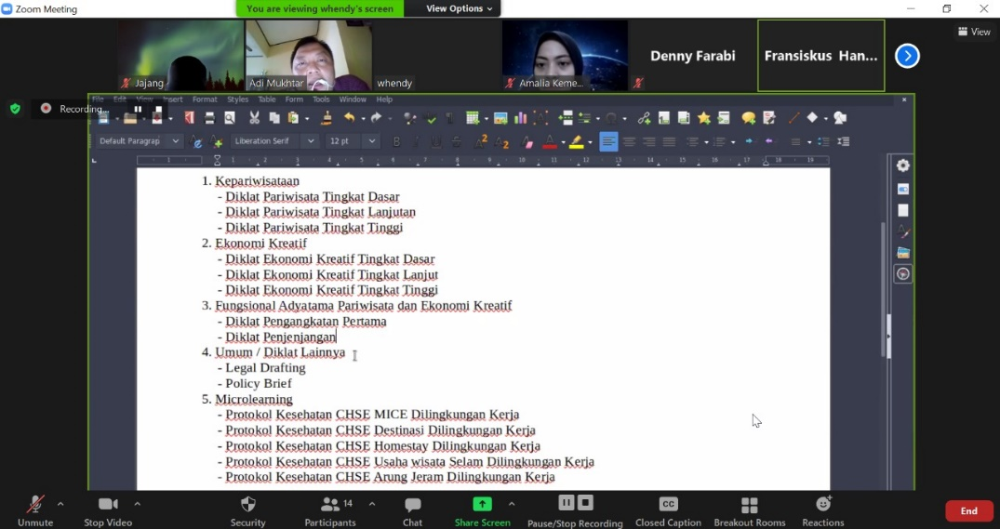 Zoom Meeting
You are viewing whendy's screen
View Options
View
Jajang
Adi Mukhtar
whendy
Amalia Keme...
Denny Farabi
Fransiskus Han...
Recording
File Edit View Insert Format Styles Table Form Tools Window Help
Default Paragrapi Liberation Serif 12 pt
1. Kepariwisataan
- Diklat Pariwisata Tingkat Dasar
- Diklat Pariwisata Tingkat Lanjutan
- Diklat Pariwisata Tingkat Tinggi
2. Ekonomi Kreatif
- Diklat Ekonomi Kreatif Tingkat Dasar
- Diklat Ekonomi Kreatif Tingkat Lanjut
- Diklat Ekonomi Kreatif Tingkat Tinggi
3. Fungsional Adyatama Pariwisata dan Ekonomi Kreatif
- Diklat Pengangkatan Pertama
- Diklat Penjenjangan
4. Umum / Diklat Lainnya
- Legal Drafting
- Policy Brief
5. Microlearning
- Protokol Kesehatan CHSE MICE Dilingkungan Kerja
- Protokol Kesehatan CHSE Destinasi Dilingkungan Kerja
- Protokol Kesehatan CHSE Homestay Dilingkungan Kerja
- Protokol Kesehatan CHSE Usaha wisata Selam Dilingkungan Kerja
- Protokol Kesehatan CHSE Arung Jeram Dilingkungan Kerja
Unmute
Stop Video
Security
14
Participants
Chat
Share Screen
Pause/Stop Recording
CC
Closed Caption
Breakout Rooms
Reactions
End